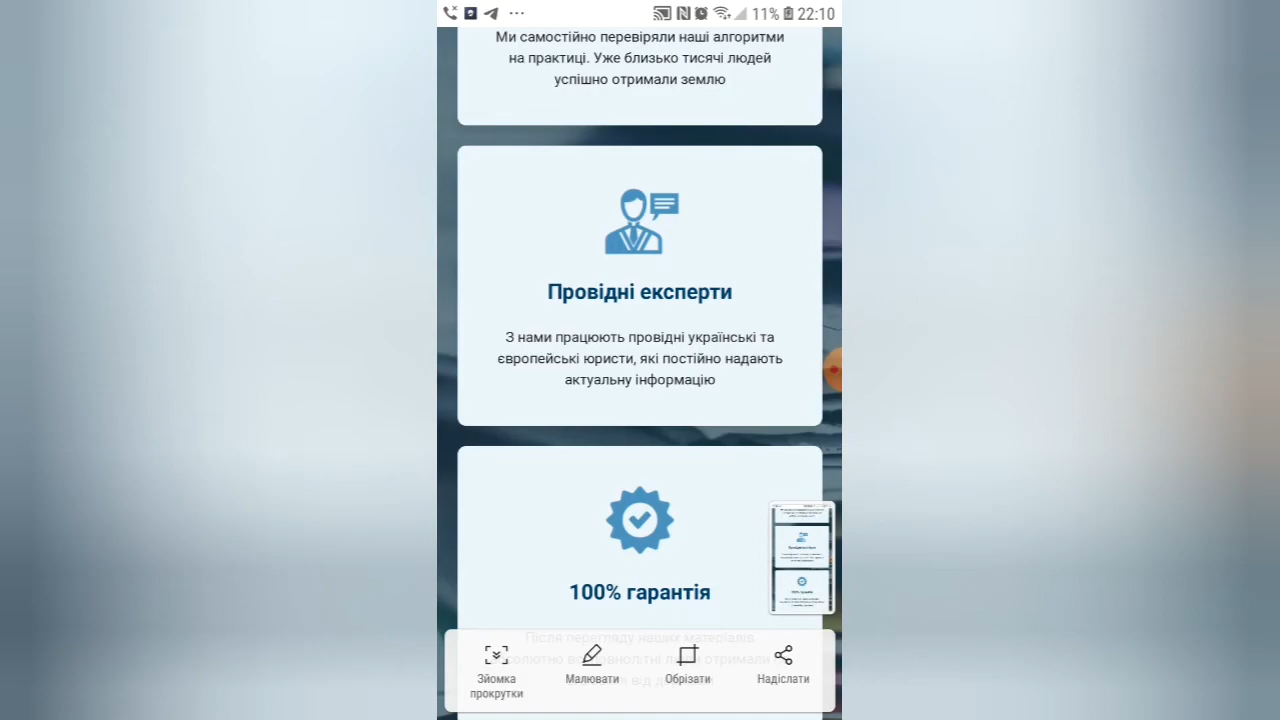 11% 22:10
Ми самостійно перевіряли наші алгоритми
на практиці. Уже близько тисячі людей
успішно отримали землю
Провідні експерти
З нами працюють провідні українські та
європейські юристи, які постійно надають
актуальну інформацію
100% гарантія
Після перегляду наших матеріалів
Зйомка
прокрутки
Малювати
Обрізати
Надіслати